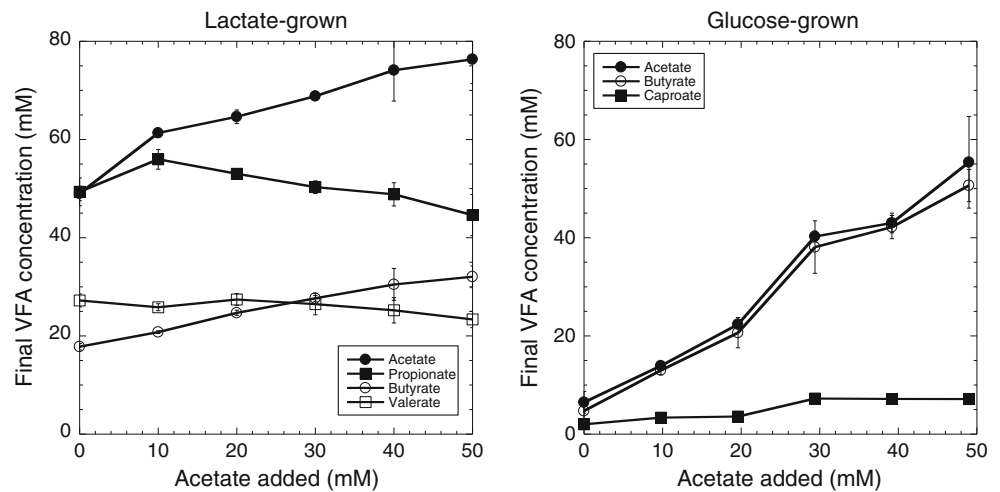 Lactate-grown
Final VFA concentration (mM)
80
60
40
20
0
Acetate
Propionate
Butyrate
Valerate
0 10 20 30 40 50
Acetate added (mM)
Glucose-grown
Final VFA concentration (mM)
80
60
40
20
0
Acetate
Butyrate
Caproate
0 10 20 30 40 50
Acetate added (mM)